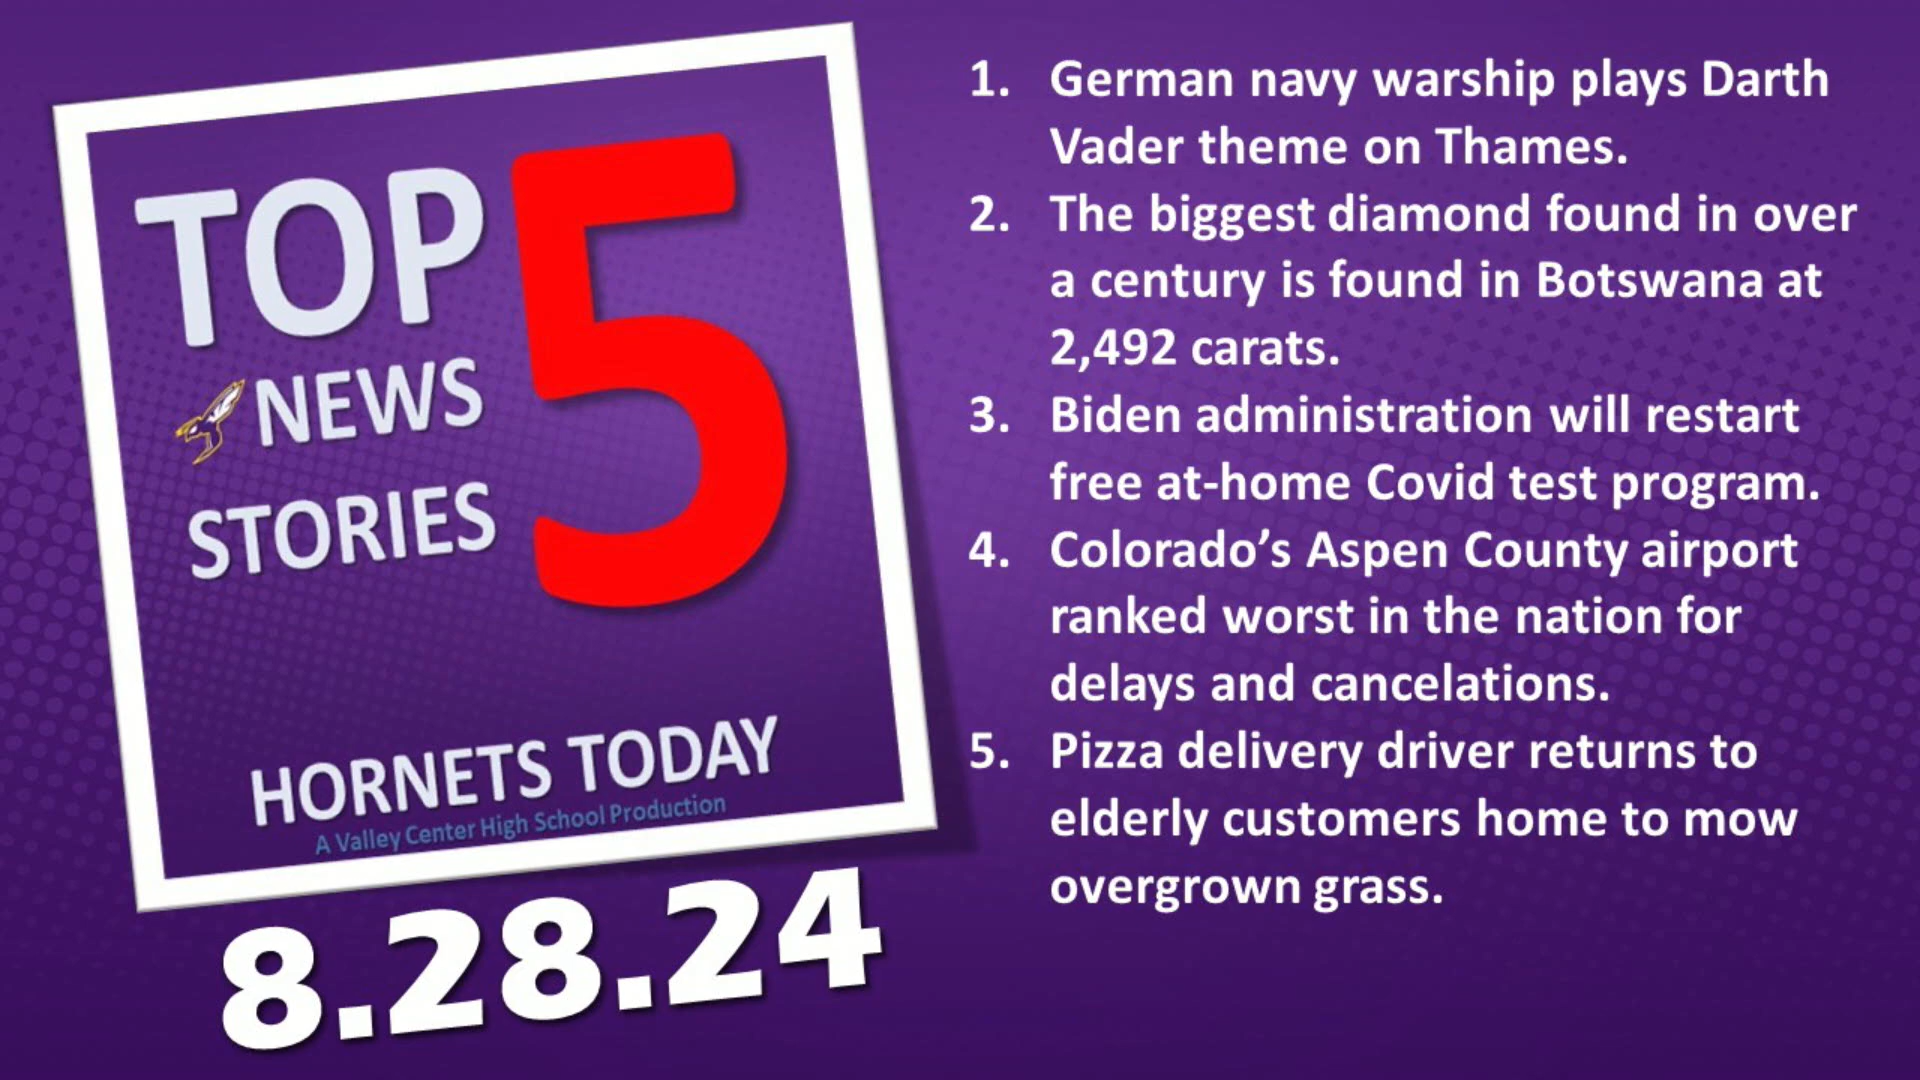 TOP 5
NEWS
STORIES
HORNETS TODAY
A Valley Center High School Production
8.28.24
1. German navy warship plays Darth
Vader theme on Thames.
2. The biggest diamond found in over
a century is found in Botswana at
2,492 carats.
3. Biden administration will restart
free at-home Covid test program.
4. Colorado’s Aspen County airport
ranked worst in the nation for
delays and cancelations.
5. Pizza delivery driver returns to
elderly customers home to mow
overgrown grass.